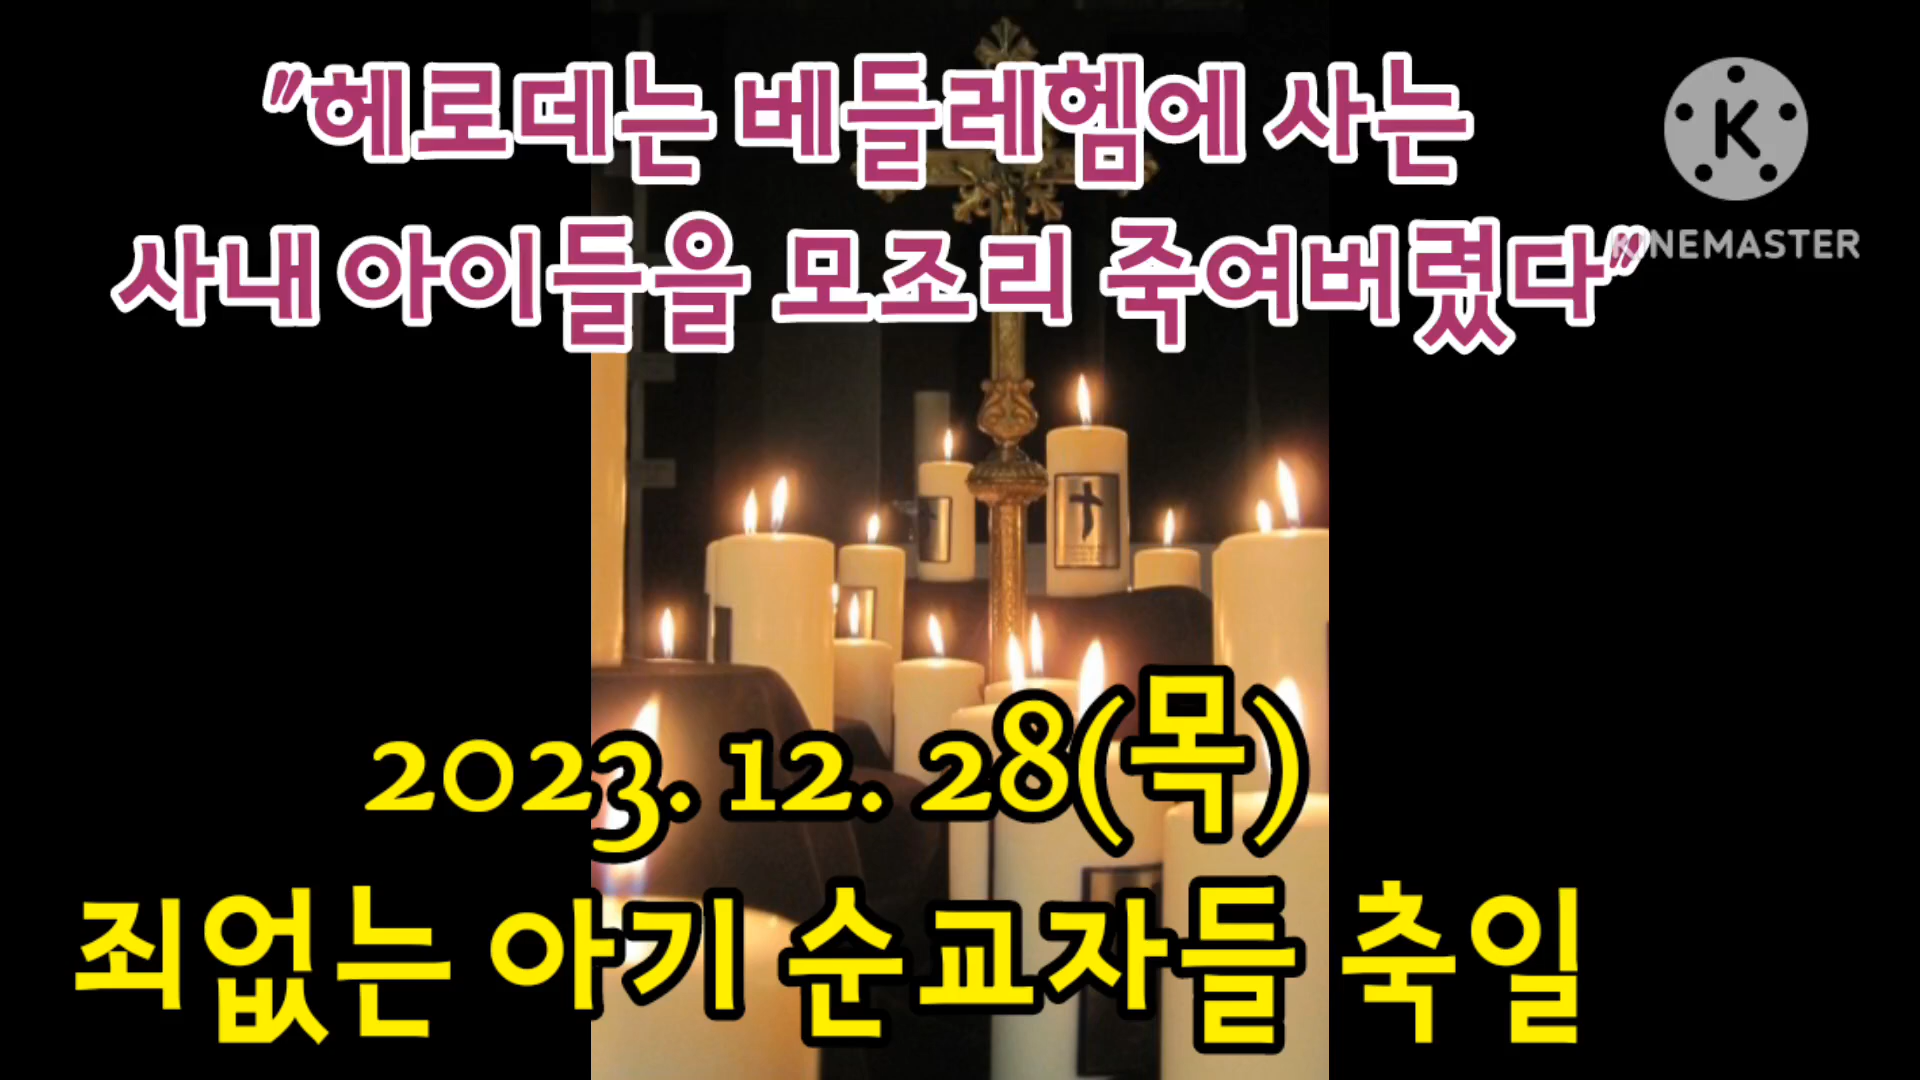 "헤로데는 베들레헴에 사는
사내 아이들을 모조리 죽여버렸다"
K
KINEMASTER
2023. 12. 28(목)
죄없는 아기 순교자들 축일